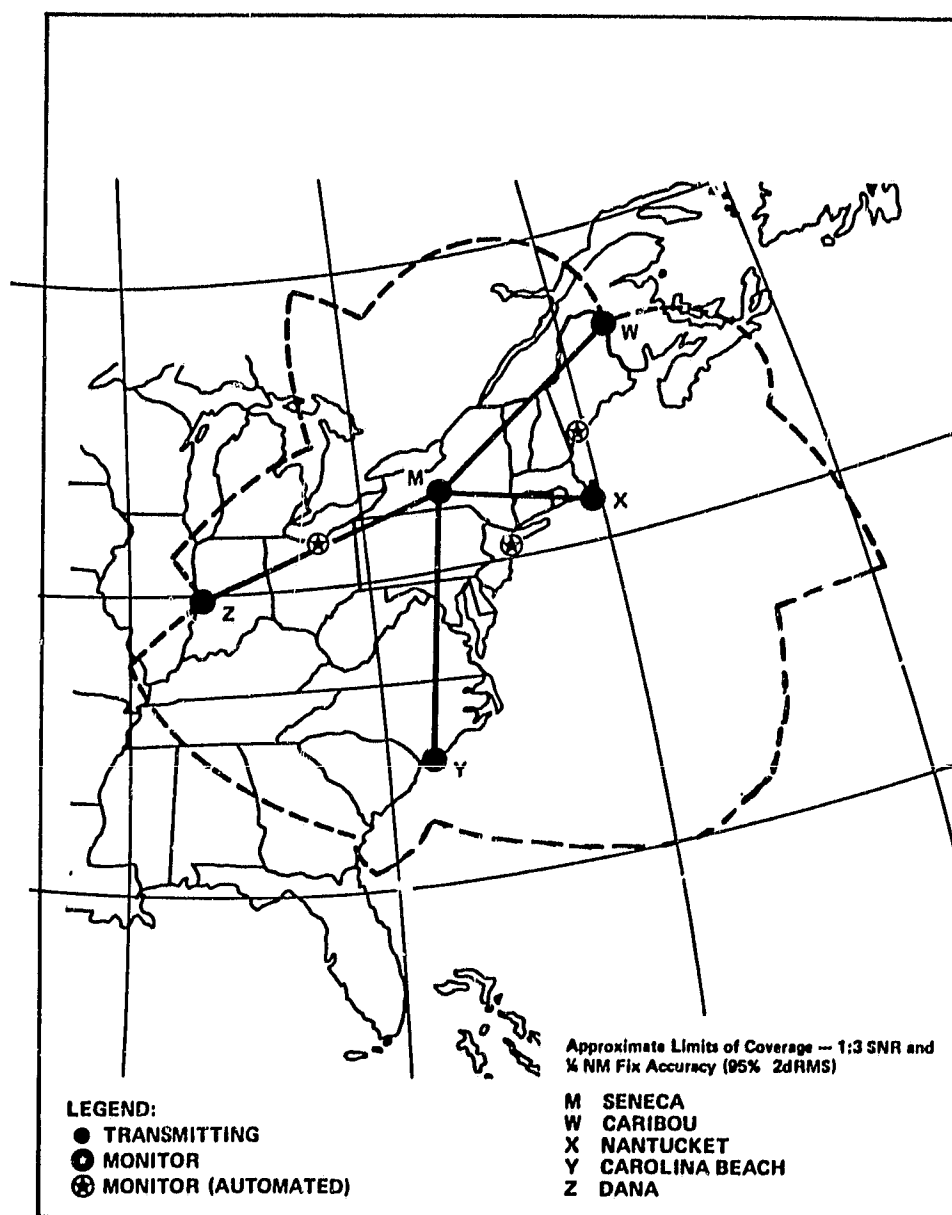 W
M
X
Z
Y
Approximate Limits of Coverage -- 1:3 SNR and
¼ NM Fix Accuracy (95% 2dRMS)
LEGEND:
TRANSMITTING
MONITOR
MONITOR (AUTOMATED)
M SENECA
W CARIBOU
X NANTUCKET
Y CAROLINA BEACH
Z DANA